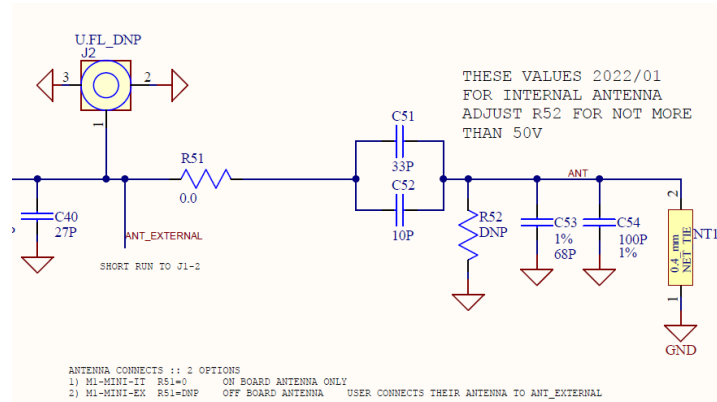 U.FL_DNP
J2
3
2
1
THESE VALUES 2022/01
FOR INTERNAL ANTENNA
ADJUST R52 FOR NOT MORE
THAN 50V
C51
33P
R51
0.0
C52
10P
ANT
C40
27P
ANT_EXTERNAL
SHORT RUN TO J1-2
R52
DNP
C53
1%
68P
C54
100P
1%
2
0.4_mm
NET_TIE
NT1
1
GND
ANTENNA CONNECTS :: 2 OPTIONS
1) M1-MINI-IT R51=0 ON BOARD ANTENNA ONLY
2) M1-MINI-EX R51=DNP OFF BOARD ANTENNA USER CONNECTS THEIR ANTENNA TO ANT_EXTERNAL